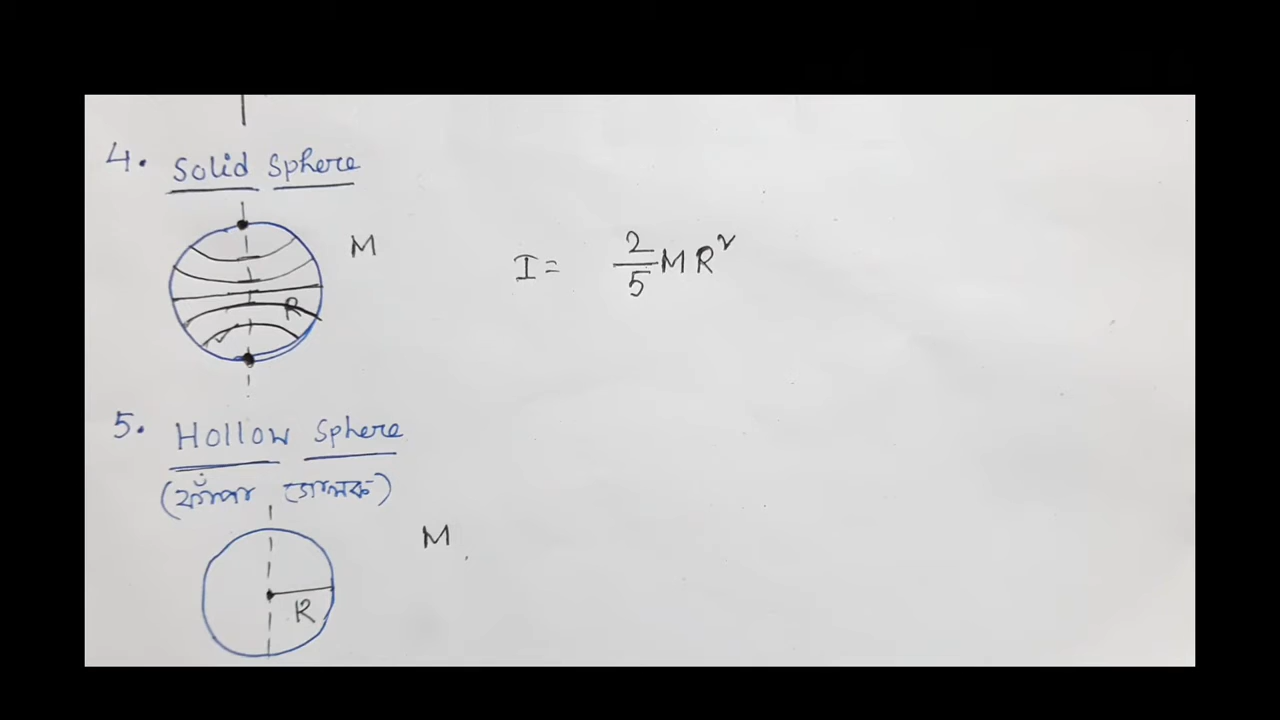 4. Solid Sphere
M
I = 2/5 MR²
R
5. Hollow Sphere
(ফাঁপা গোলক)
M
R